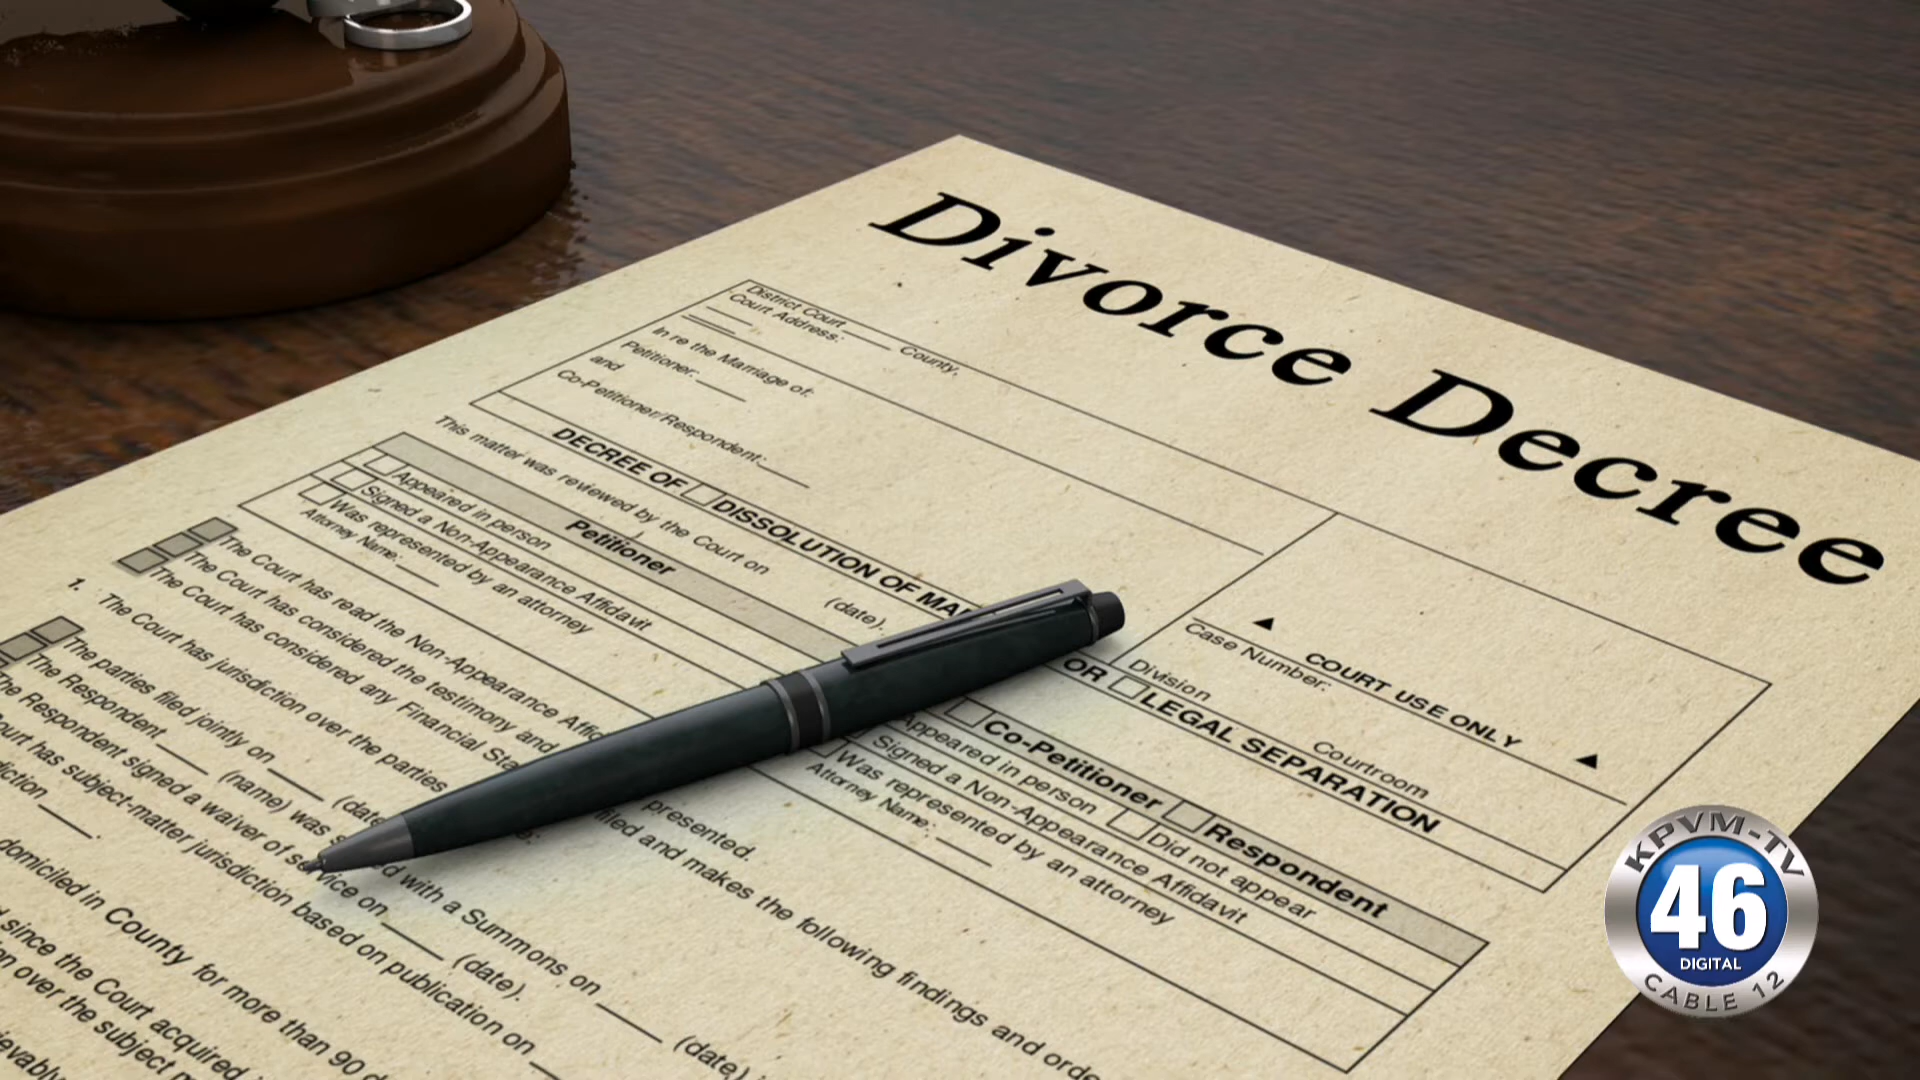 Divorce Decree
District Court ____ County,
Court Address:
In re the Marriage of:
Petitioner:
and
Co-Petitioner/Respondent:
▲ COURT USE ONLY ▲
Case Number:
Division Courtroom
DECREE OF DISSOLUTION OF MAR
OR LEGAL SEPARATION
This matter was reviewed by the Court on (date).
Petitioner
Co-Petitioner Respondent
Appeared in person
Signed a Non-Appearance Affidavit
Was represented by an attorney
Attorney Name:
Appeared in person Did not appear
Signed a Non-Appearance Affidavit
Was represented by an attorney
Attorney Name:
The Court has read the Non-Appearance
The Court has considered the testimony and presented.
The Court has considered any Financial filed and makes the following findings and
1. The Court has jurisdiction over the parties
The parties filed jointly on ____
The Respondent ____ (name) was with a Summons on ____ (date)
The Respondent signed a waiver of service on ____ (date).
has subject-matter jurisdiction based on publication on ____
domiciled in County for more than 90
since the Court acquired
over the subject
KPVM-TV
46
DIGITAL
CABLE 12